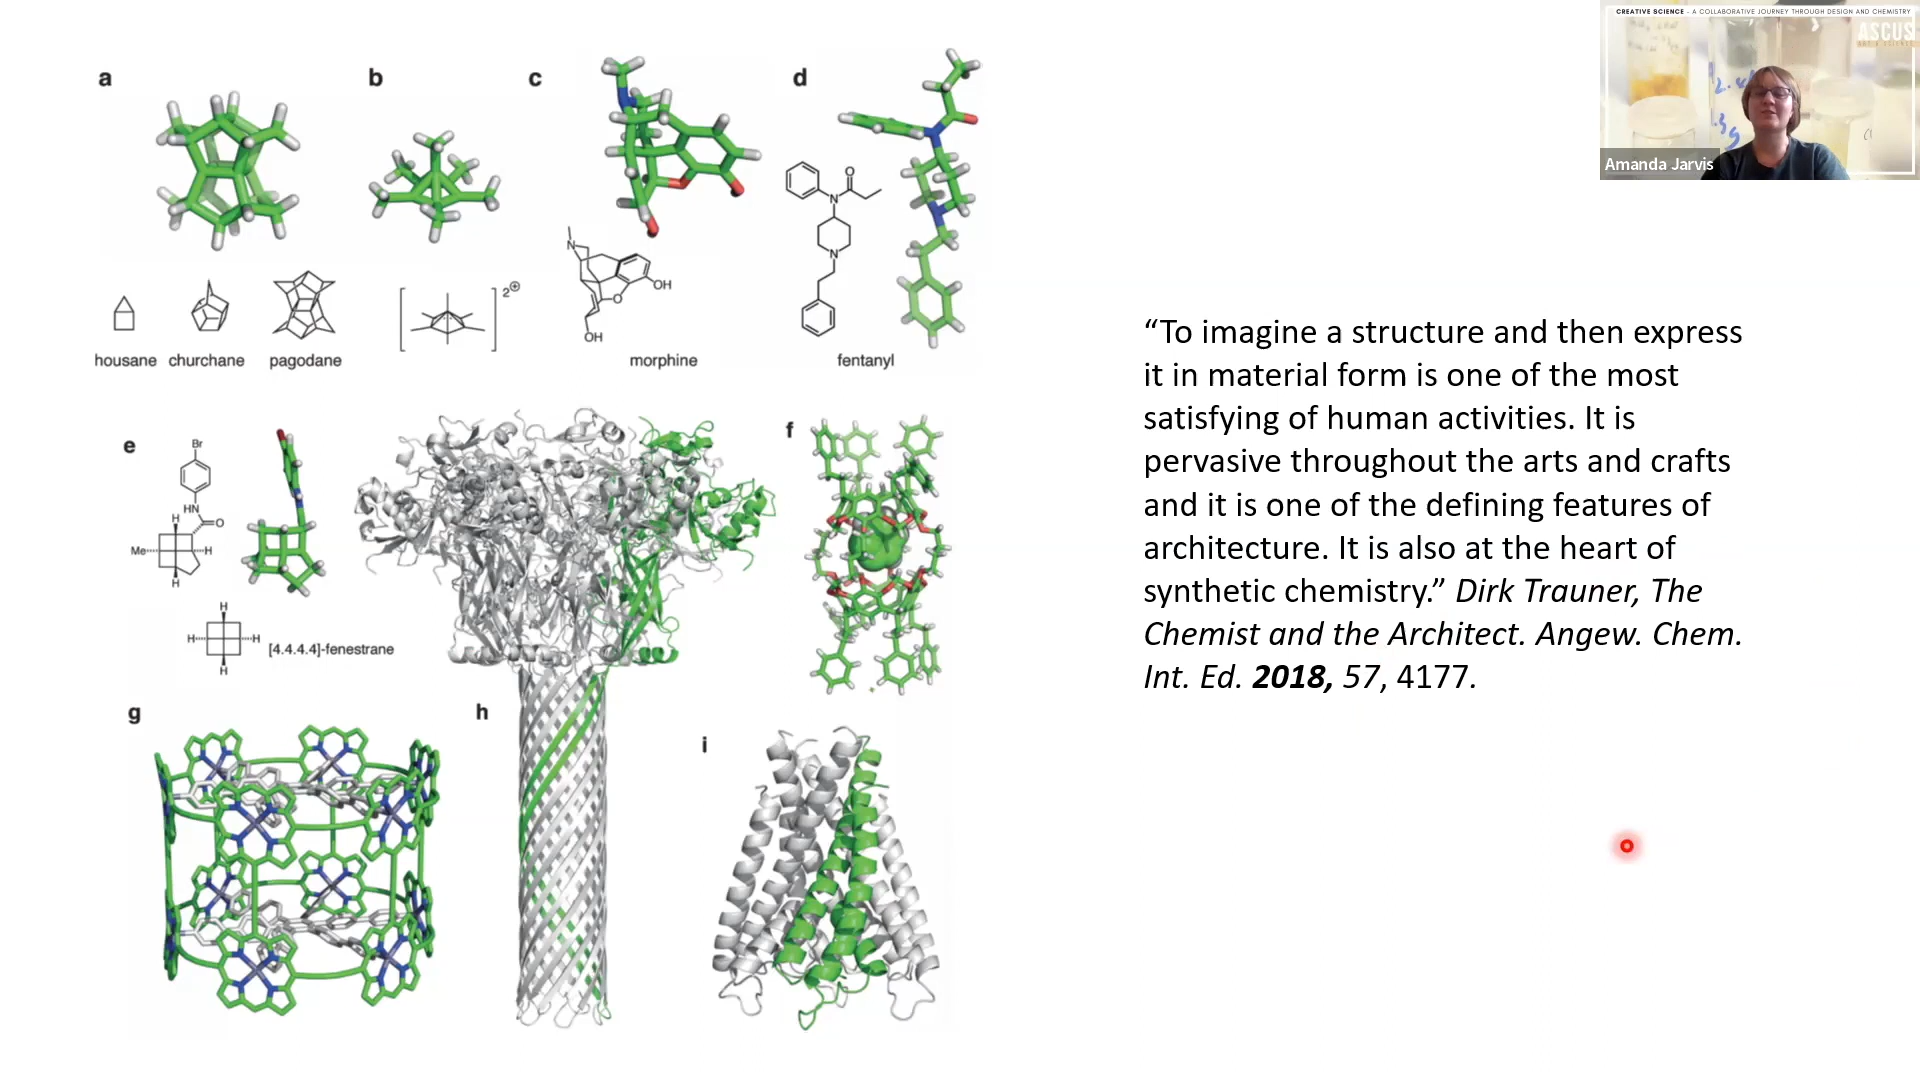 CREATIVE SCIENCE - A COLLABORATIVE JOURNEY THROUGH DESIGN AND CHEMISTRY
ASCUS
Amanda Jarvis
a
b
c
d
N
O
N
N
OH
O
OH
2⊕
housane churchane pagodane
morphine
fentanyl
e
f
Br
HN
O
H
Me
H
H
H
H
H
H
[4.4.4.4]-fenestrane
g
h
i
“To imagine a structure and then express
it in material form is one of the most
satisfying of human activities. It is
pervasive throughout the arts and crafts
and it is one of the defining features of
architecture. It is also at the heart of
synthetic chemistry.” Dirk Trauner, The
Chemist and the Architect. Angew. Chem.
Int. Ed. 2018, 57, 4177.